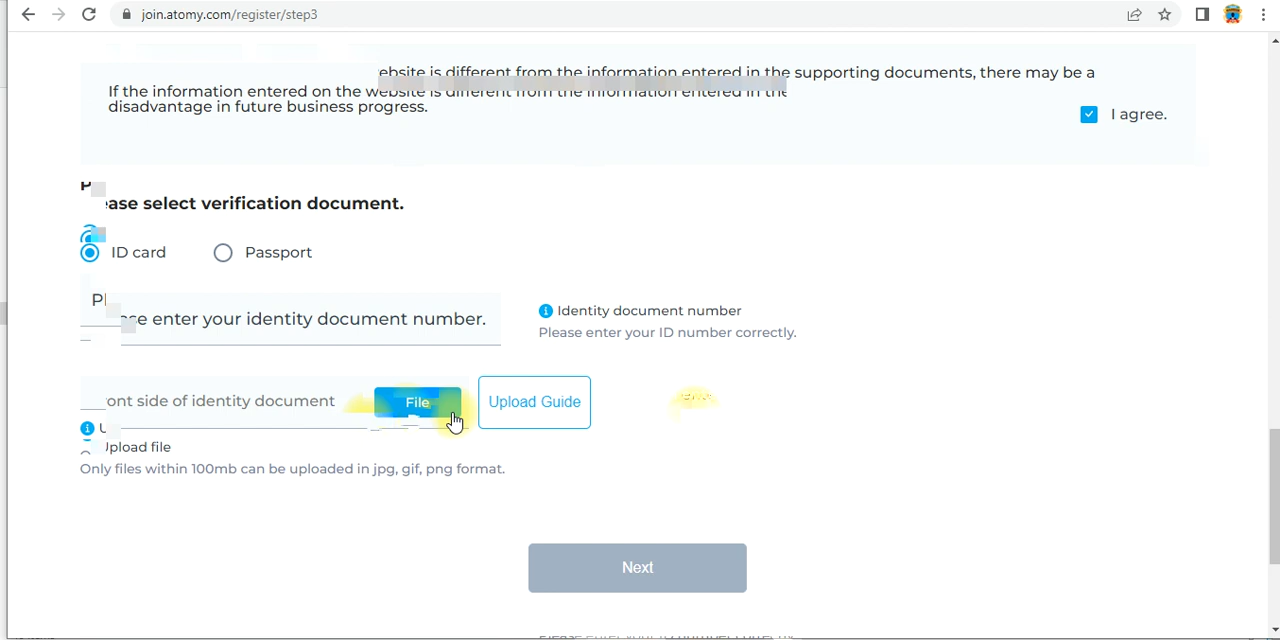 join.atomy.com/register/step3
ebsite is different from the information entered in the supporting documents, there may be a
If the information entered on the website is different from the information entered in the
disadvantage in future business progress.
I agree.
ease select verification document.
ID card Passport
enter your identity document number.
Identity document number
Please enter your ID number correctly.
ont side of identity document
File
Upload Guide
Upload file
Only files within 100mb can be uploaded in jpg, gif, png format.
Next